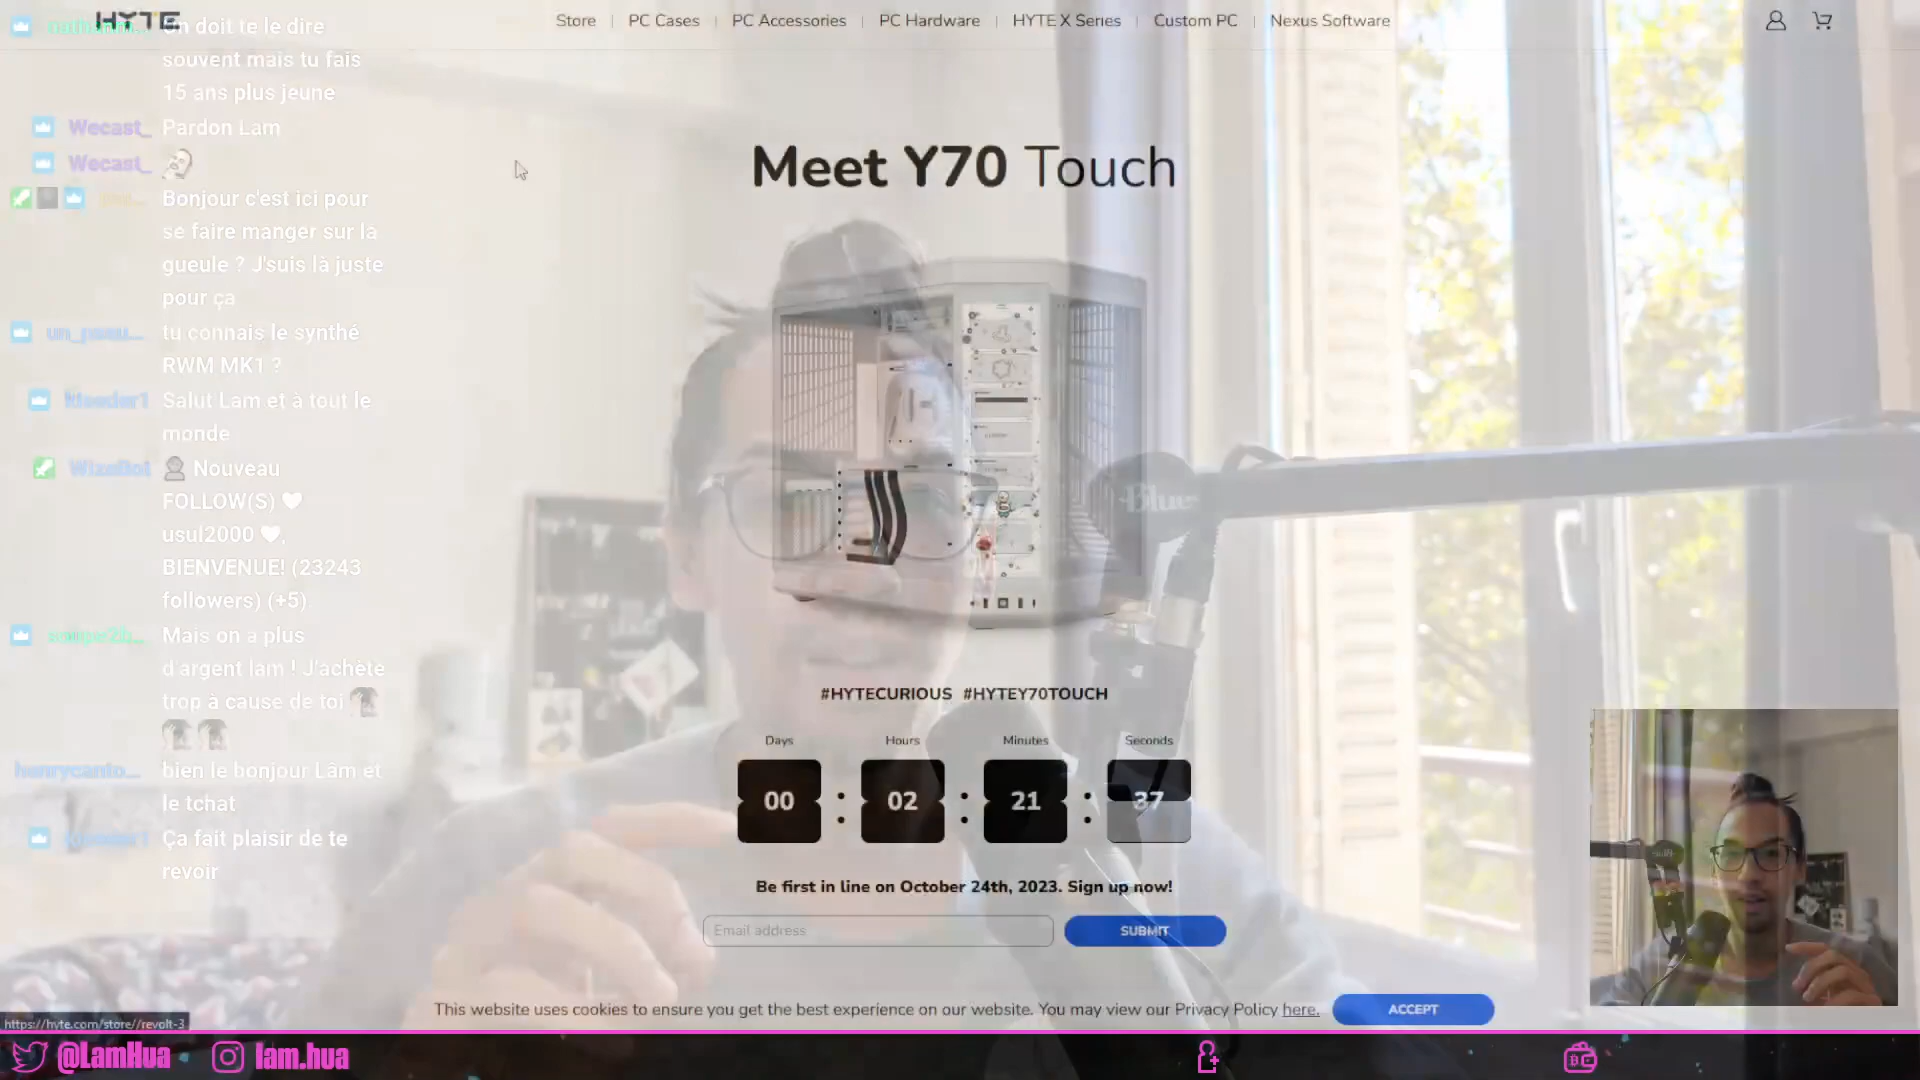 HYTE
Store
PC Cases
PC Accessories
PC Hardware
HYTE X Series
Custom PC
Nexus Software
doit te le dire
souvent mais tu fais
15 ans plus jeune
Wecast_ Pardon Lam
Wecast_
Bonjour c'est ici pour
se faire manger sur la
gueule ? J'suis là juste
pour ça
tu connais le synthé
RWM MK1 ?
Salut Lam et à tout le
monde
WizeBot Nouveau
FOLLOW(S)
usul2000 ,
BIENVENUE! (23243
followers) (+5)
Mais on a plus
d'argent lam ! J'achète
trop à cause de toi
henrycanto... bien le bonjour Lâm et
le tchat
Ça fait plaisir de te
revoir
Meet Y70 Touch
Blue
#HYTECURIOUS #HYTEY70TOUCH
Days Hours Minutes Seconds
00 : 02 : 21 : 37
Be first in line on October 24th, 2023. Sign up now!
Email address
SUBMIT
This website uses cookies to ensure you get the best experience on our website. You may view our Privacy Policy here.
ACCEPT
https://hyte.com/store//revolt-3
@LamHua
lam.hua